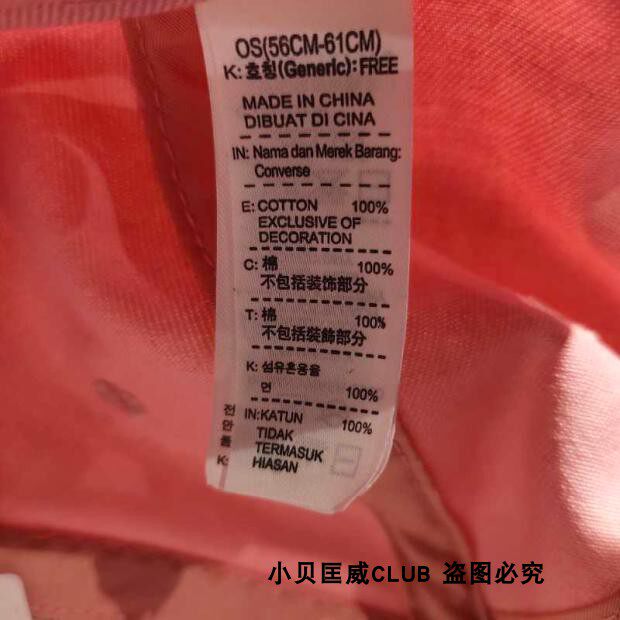 OS(56CM-61CM)
K: 호칭(Generic): FREE
MADE IN CHINA
DIBUAT DI CINA
IN: Nama dan Merek Barang:
Converse
E: COTTON 100%
EXCLUSIVE OF
DECORATION
C: 棉 100%
不包括装饰部分
T: 棉 100%
不包括裝飾部分
K: 섬유혼용율
면 100%
IN:KATUN 100%
TIDAK
TERMASUK
HIASAN
전
안
K:
小贝匡威CLUB 盗图必究